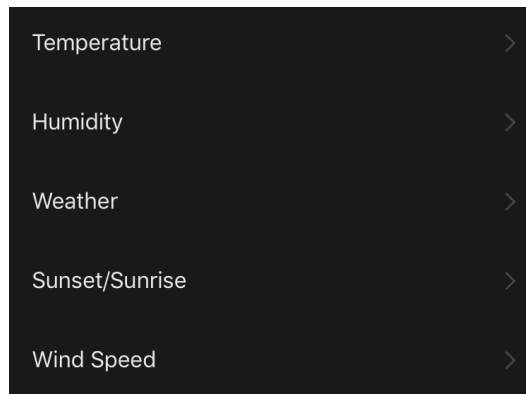 Temperature
Humidity
Weather
Sunset/Sunrise
Wind Speed